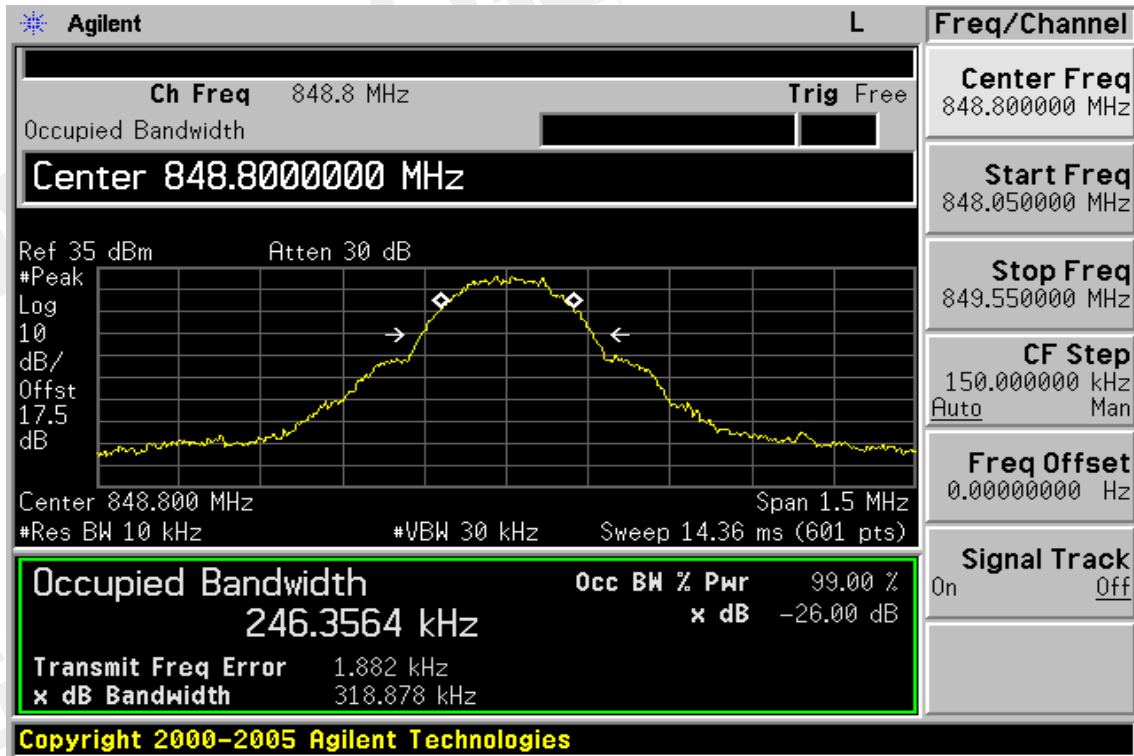 Agilent L
Ch Freq 848.8 MHz Trig Free
Occupied Bandwidth
Center 848.8000000 MHz
Ref 35 dBm Atten 30 dB
#Peak
Log
10
dB/
Offst
17.5
dB
Center 848.800 MHz Span 1.5 MHz
#Res BW 10 kHz #VBW 30 kHz Sweep 14.36 ms (601 pts)
Occupied Bandwidth Occ BW % Pwr 99.00 %
246.3564 kHz x dB -26.00 dB
Transmit Freq Error 1.882 kHz
x dB Bandwidth 318.878 kHz
Copyright 2000-2005 Agilent Technologies
Freq/Channel
Center Freq
848.800000 MHz
Start Freq
848.050000 MHz
Stop Freq
849.550000 MHz
CF Step
150.000000 kHz
Auto Man
Freq Offset
0.00000000 Hz
Signal Track
On Off